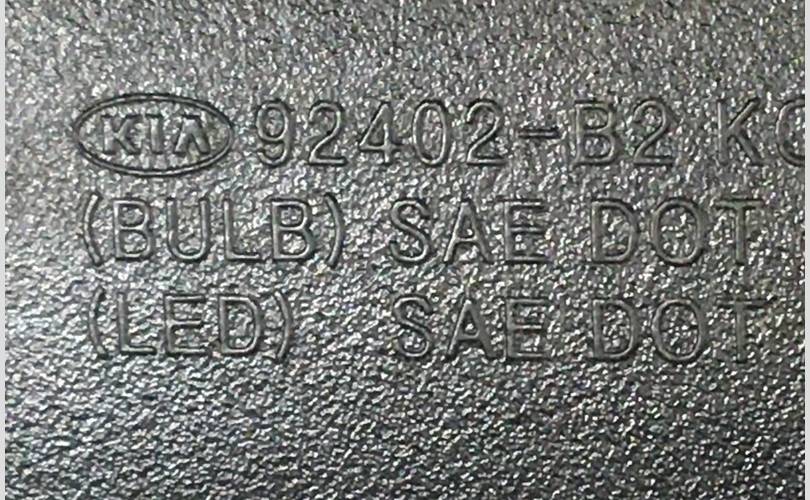 KIA 92402-B2 K
(BULB) SAE DOT
(LED) SAE DOT